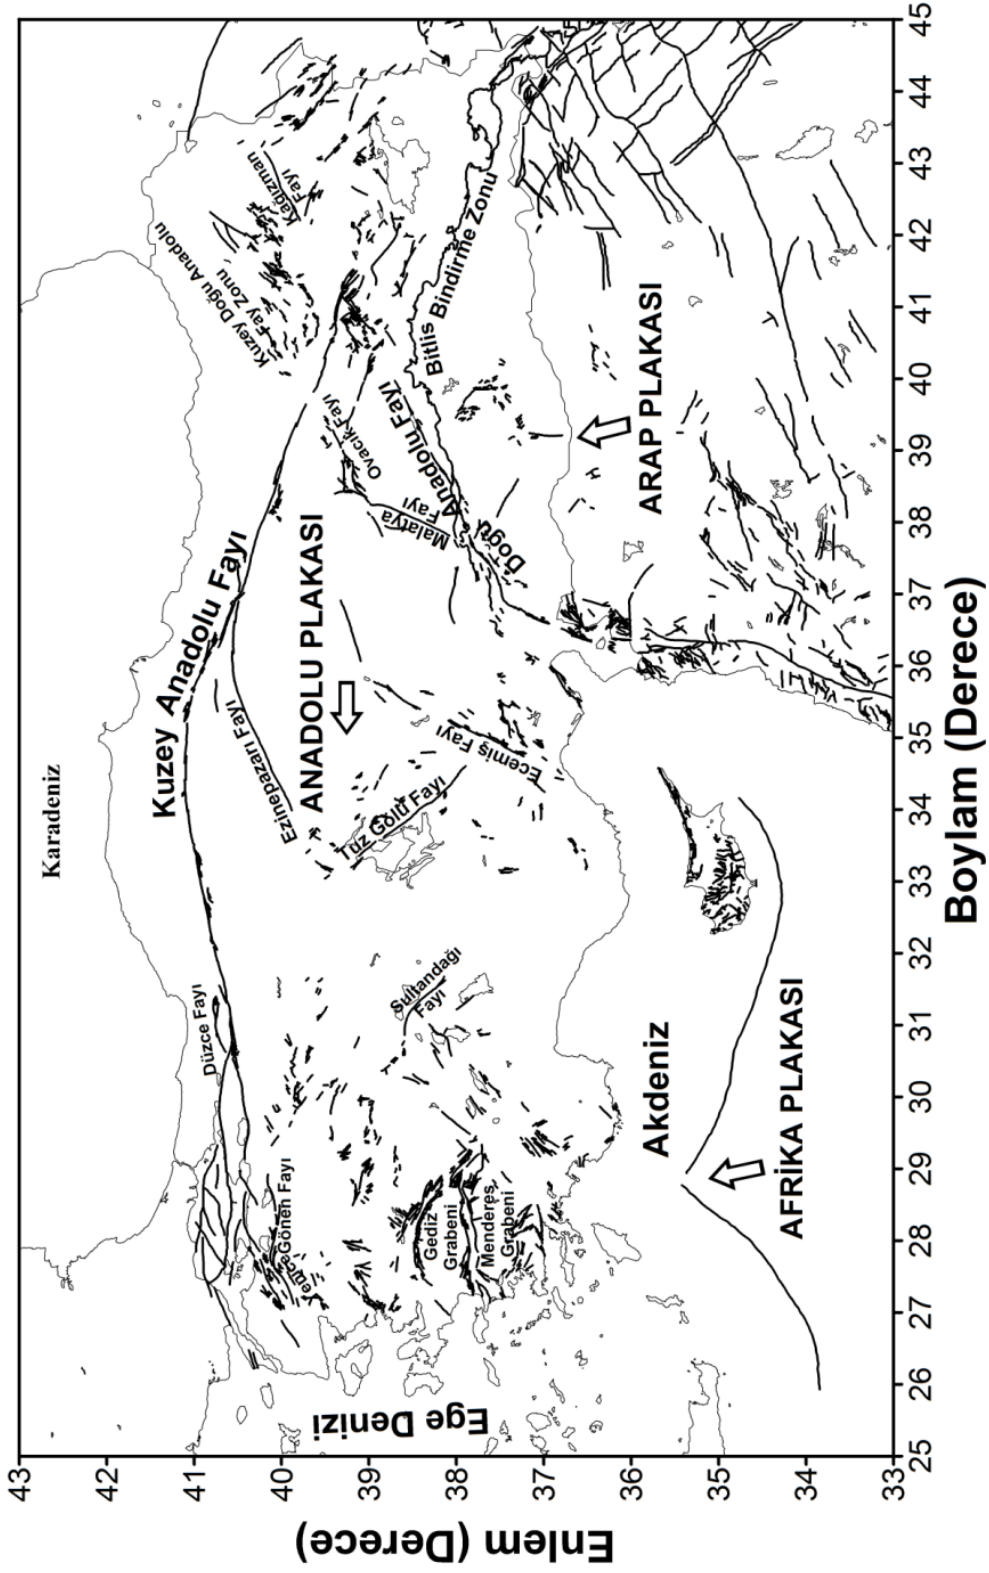 Karadeniz
Kuzey Doğu Anadolu
Fay Zonu
Kağızman
Fayı
Kuzey Anadolu Fayı
Düzce Fayı
Ezinepazarı Fayı
Ovacık Fayı
Malatya
Fayı
Doğu Anadolu Fayı
Bitlis Bindirme Zonu
ANADOLU PLAKASI
Tuz Gölü Fayı
Ecemiş Fayı
Sultandağı
Fayı
Gönen Fayı
Gediz
Grabeni
Menderes
Grabeni
Ege Denizi
Akdeniz
ARAP PLAKASI
AFRİKA PLAKASI
Enlem (Derece)
43
42
41
40
39
38
37
36
35
34
33
25 26 27 28 29 30 31 32 33 34 35 36 37 38 39 40 41 42 43 44 45
Boylam (Derece)